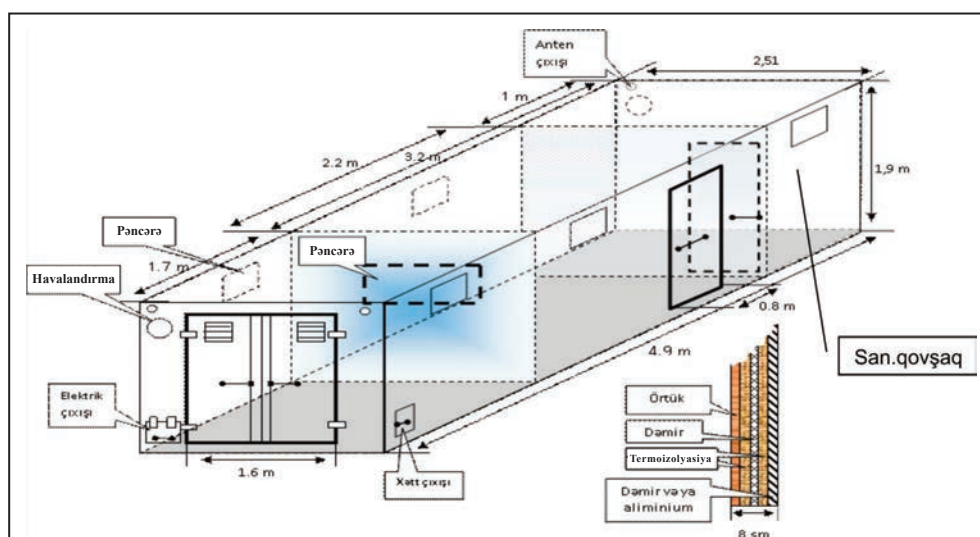 Anten
çıxışı
2,51
1 m
2.2 m
3.2 m
1,9 m
Pəncərə
Pəncərə
1.7 m
Havalandırma
0.8 m
4.9 m
San.qovşaq
Elektrik
çıxışı
Örtük
Dəmir
Termoizolyasiya
1.6 m
Xətt çıxışı
Dəmir və ya
aliminium
8 sm